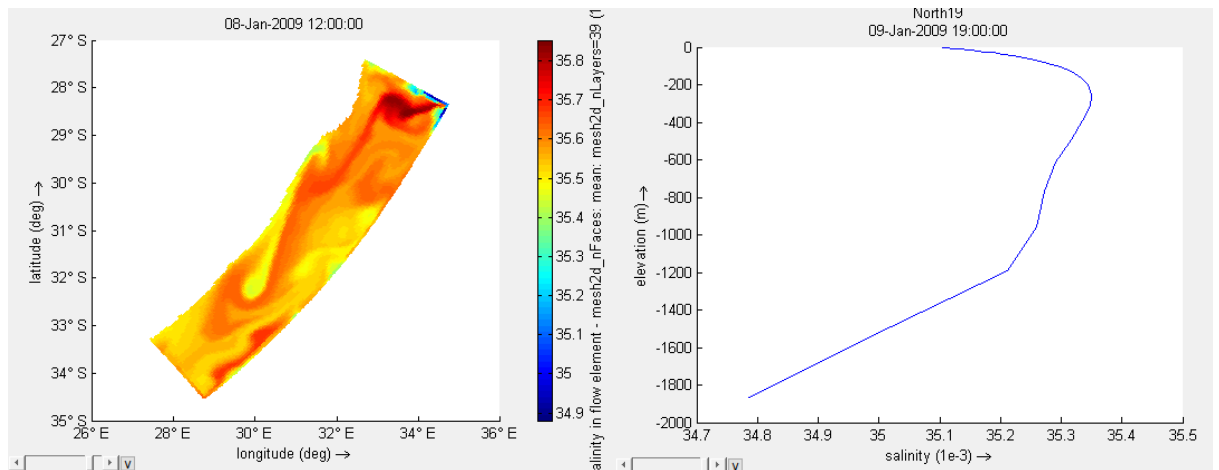 08-Jan-2009 12:00:00
27° S
28° S
29° S
30° S
31° S
32° S
33° S
34° S
35° S
26° E
28° E
30° E
32° E
34° E
36° E
latitude (deg) →
longitude (deg) →
35.8
35.7
35.6
35.5
35.4
35.3
35.2
35.1
35
34.9
salinity in flow element - mesh2d_nFaces: mean: mesh2d_nLayers=39 (1
v
North19
09-Jan-2009 19:00:00
0
-200
-400
-600
-800
-1000
-1200
-1400
-1600
-1800
-2000
34.7
34.8
34.9
35
35.1
35.2
35.3
35.4
35.5
elevation (m) →
salinity (1e-3) →
v